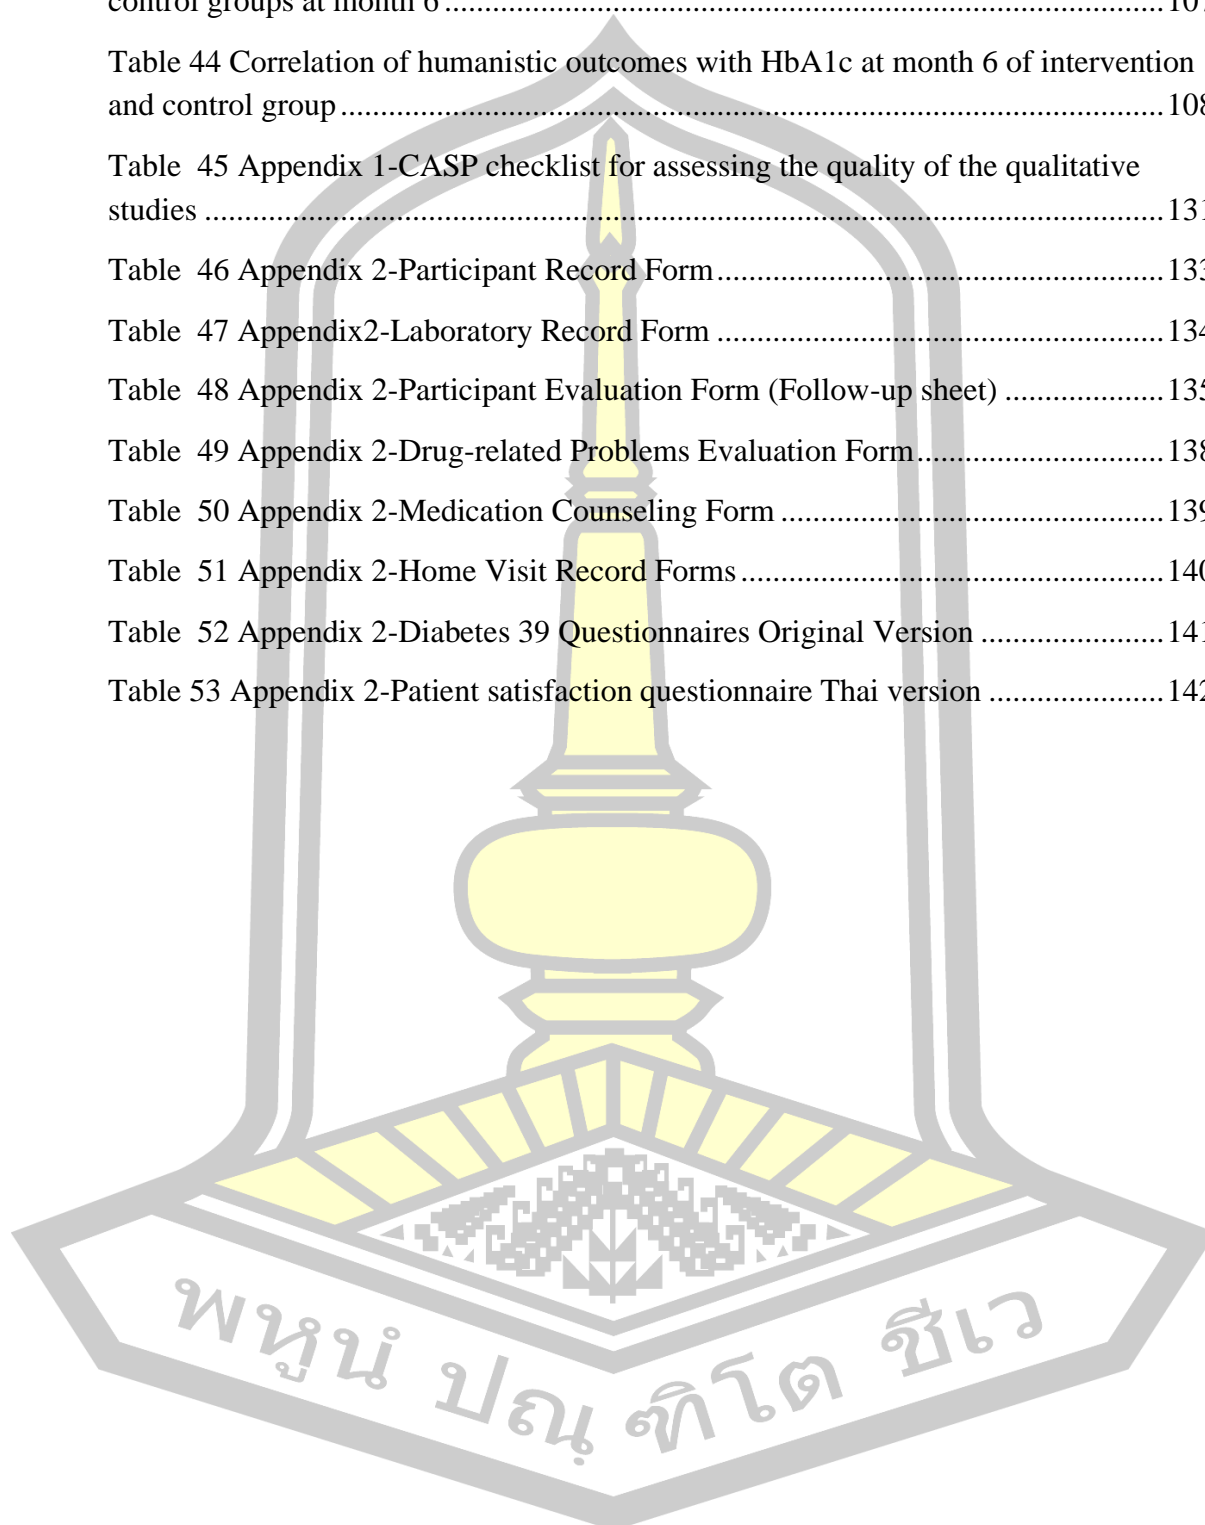 control groups at month 6 ........................................................................................107
Table 44 Correlation of humanistic outcomes with HbA1c at month 6 of intervention
and control group ........................................................................................108
Table  45 Appendix 1-CASP checklist for assessing the quality of the qualitative
studies ........................................................................................131
Table  46 Appendix 2-Participant Record Form ........................................................133
Table  47 Appendix2-Laboratory Record Form ........................................................134
Table  48 Appendix 2-Participant Evaluation Form (Follow-up sheet) ....................135
Table  49 Appendix 2-Drug-related Problems Evaluation Form ................................138
Table  50 Appendix 2-Medication Counseling Form ................................................139
Table  51 Appendix 2-Home Visit Record Forms ....................................................140
Table  52 Appendix 2-Diabetes 39 Questionnaires Original Version .......................141
Table 53 Appendix 2-Patient satisfaction questionnaire Thai version ......................142
พหูนํ ปณฺฑิโต ชีเว